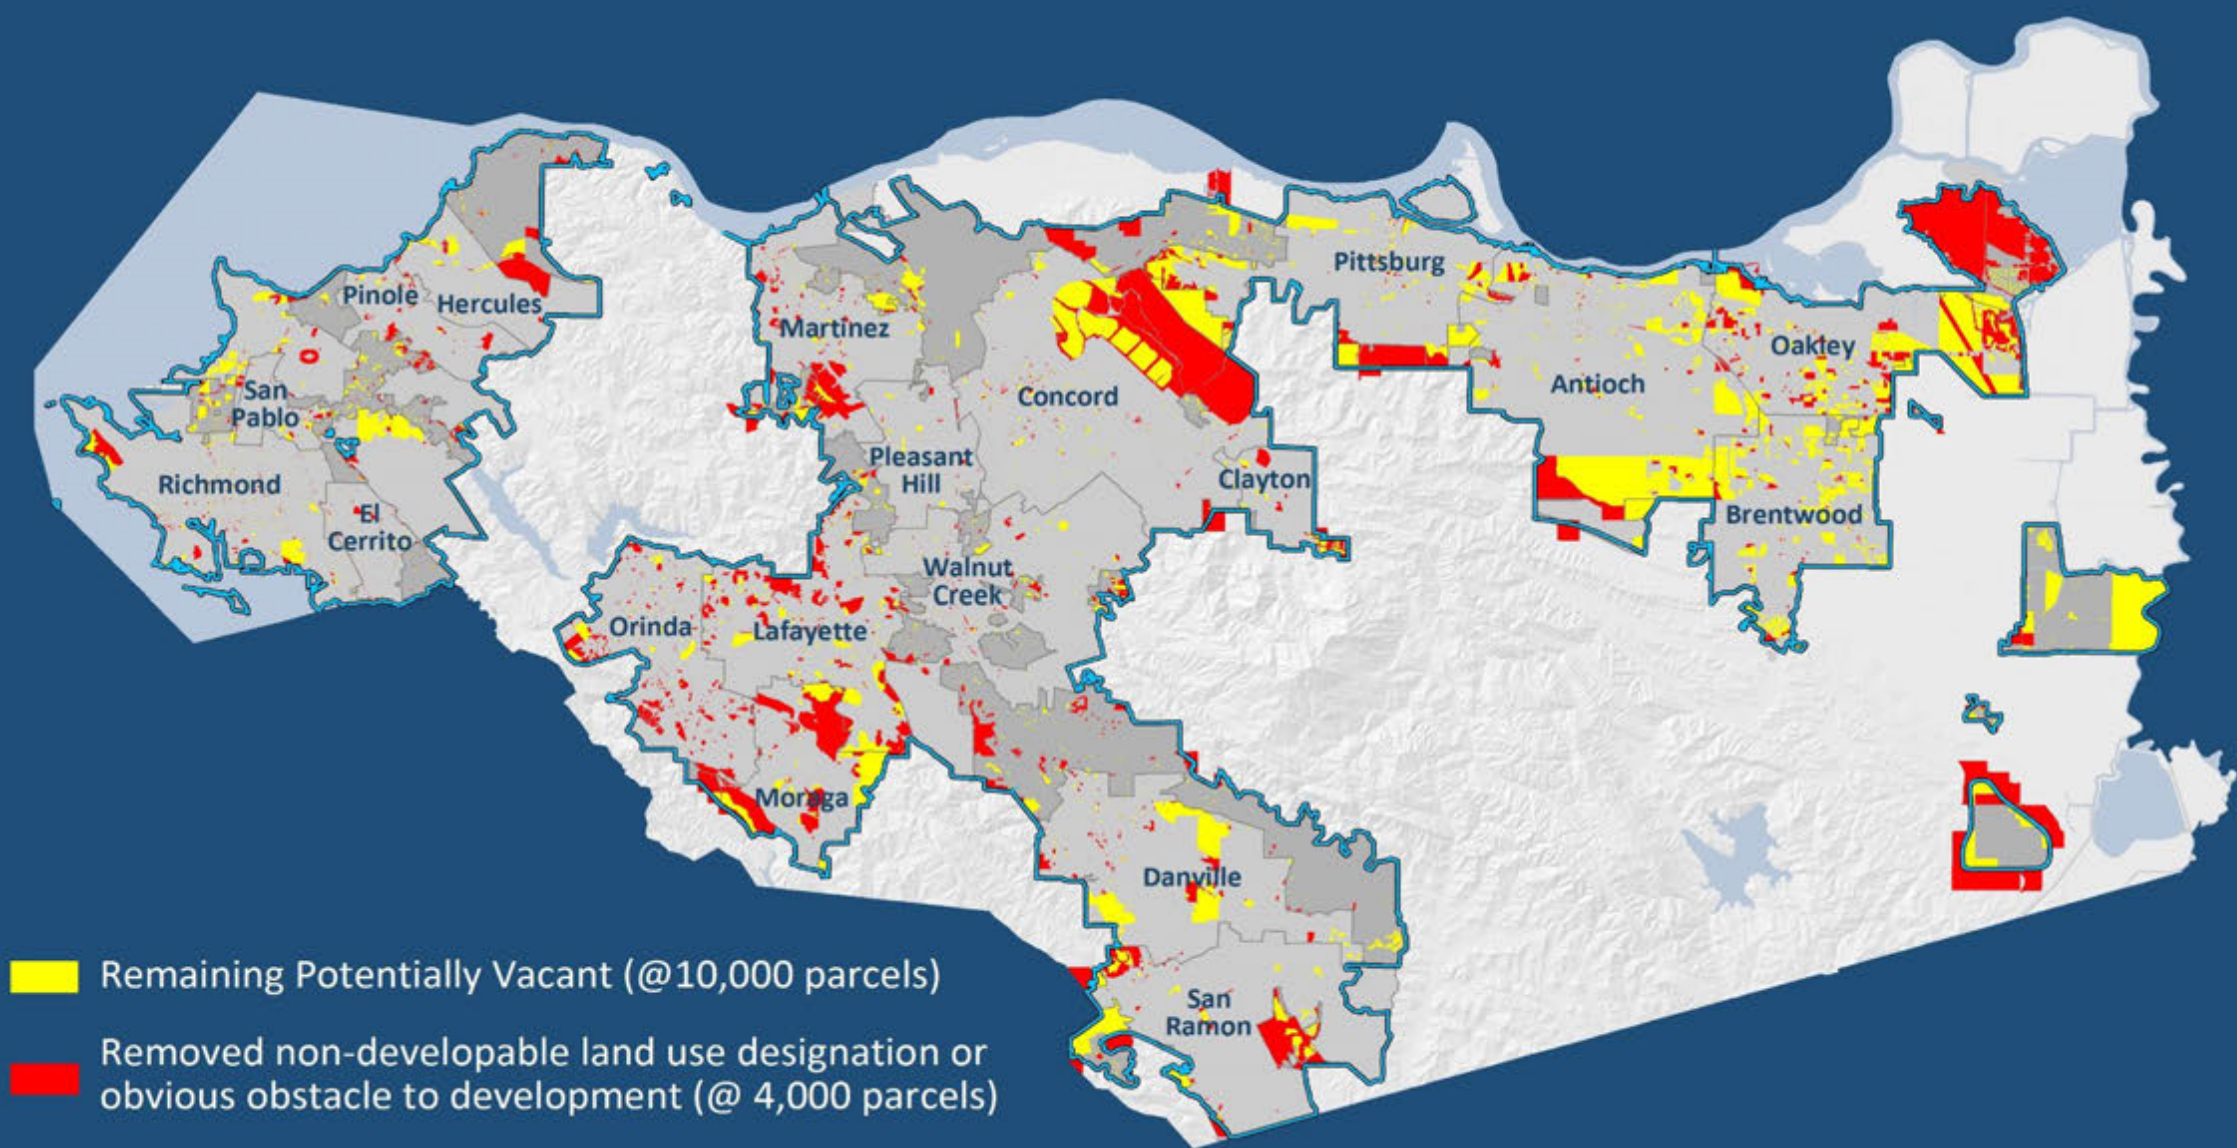 Pinole
Hercules
San
Pablo
Richmond
El
Cerrito
Martinez
Concord
Pleasant
Hill
Clayton
Walnut
Creek
Orinda
Lafayette
Moraga
Pittsburg
Antioch
Oakley
Brentwood
Danville
San
Ramon
Remaining Potentially Vacant (@10,000 parcels)
Removed non-developable land use designation or
obvious obstacle to development (@ 4,000 parcels)